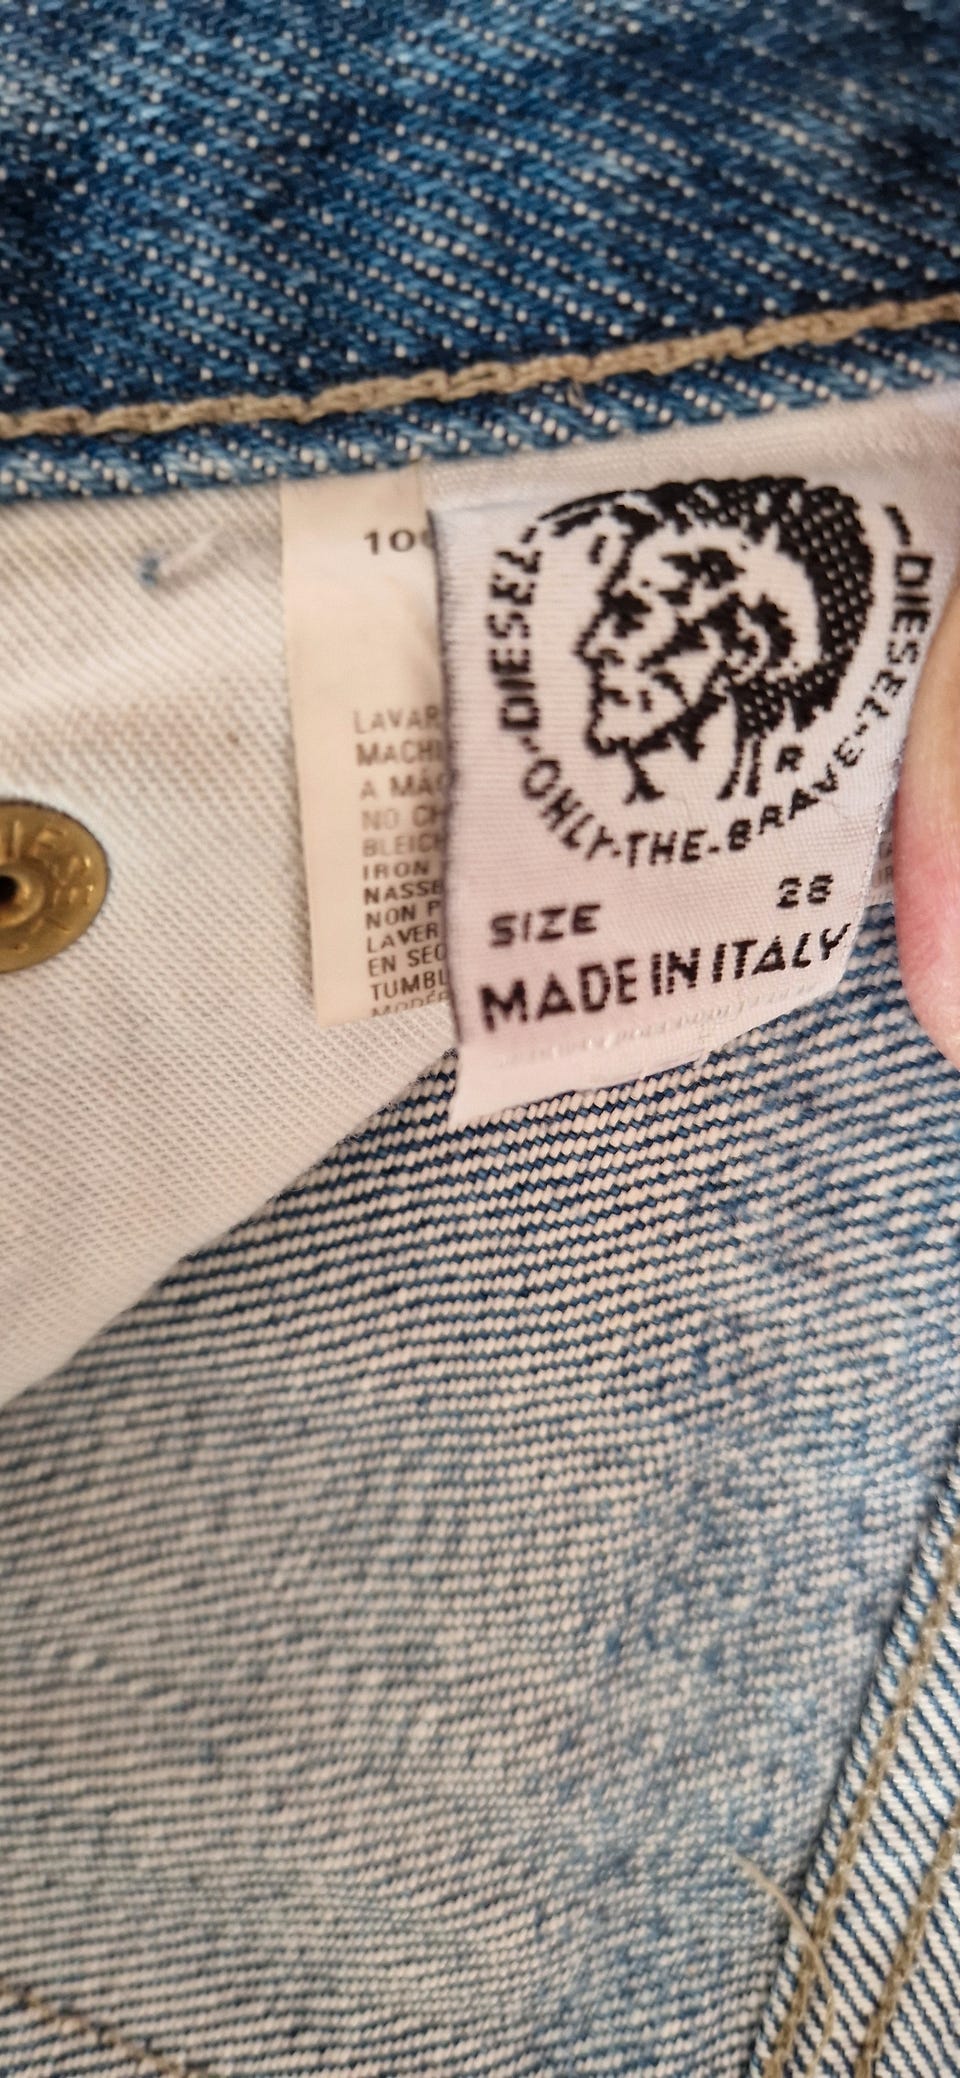 DIESEL-ONLY-THE-BRAVE-DIESEL
R
SIZE 28
MADE IN ITALY
LAVAR
MACHI
NO CH
BLEICH
IRON
NASSE
NON P
LAVER
EN SEC
TUMBL
MODÉR